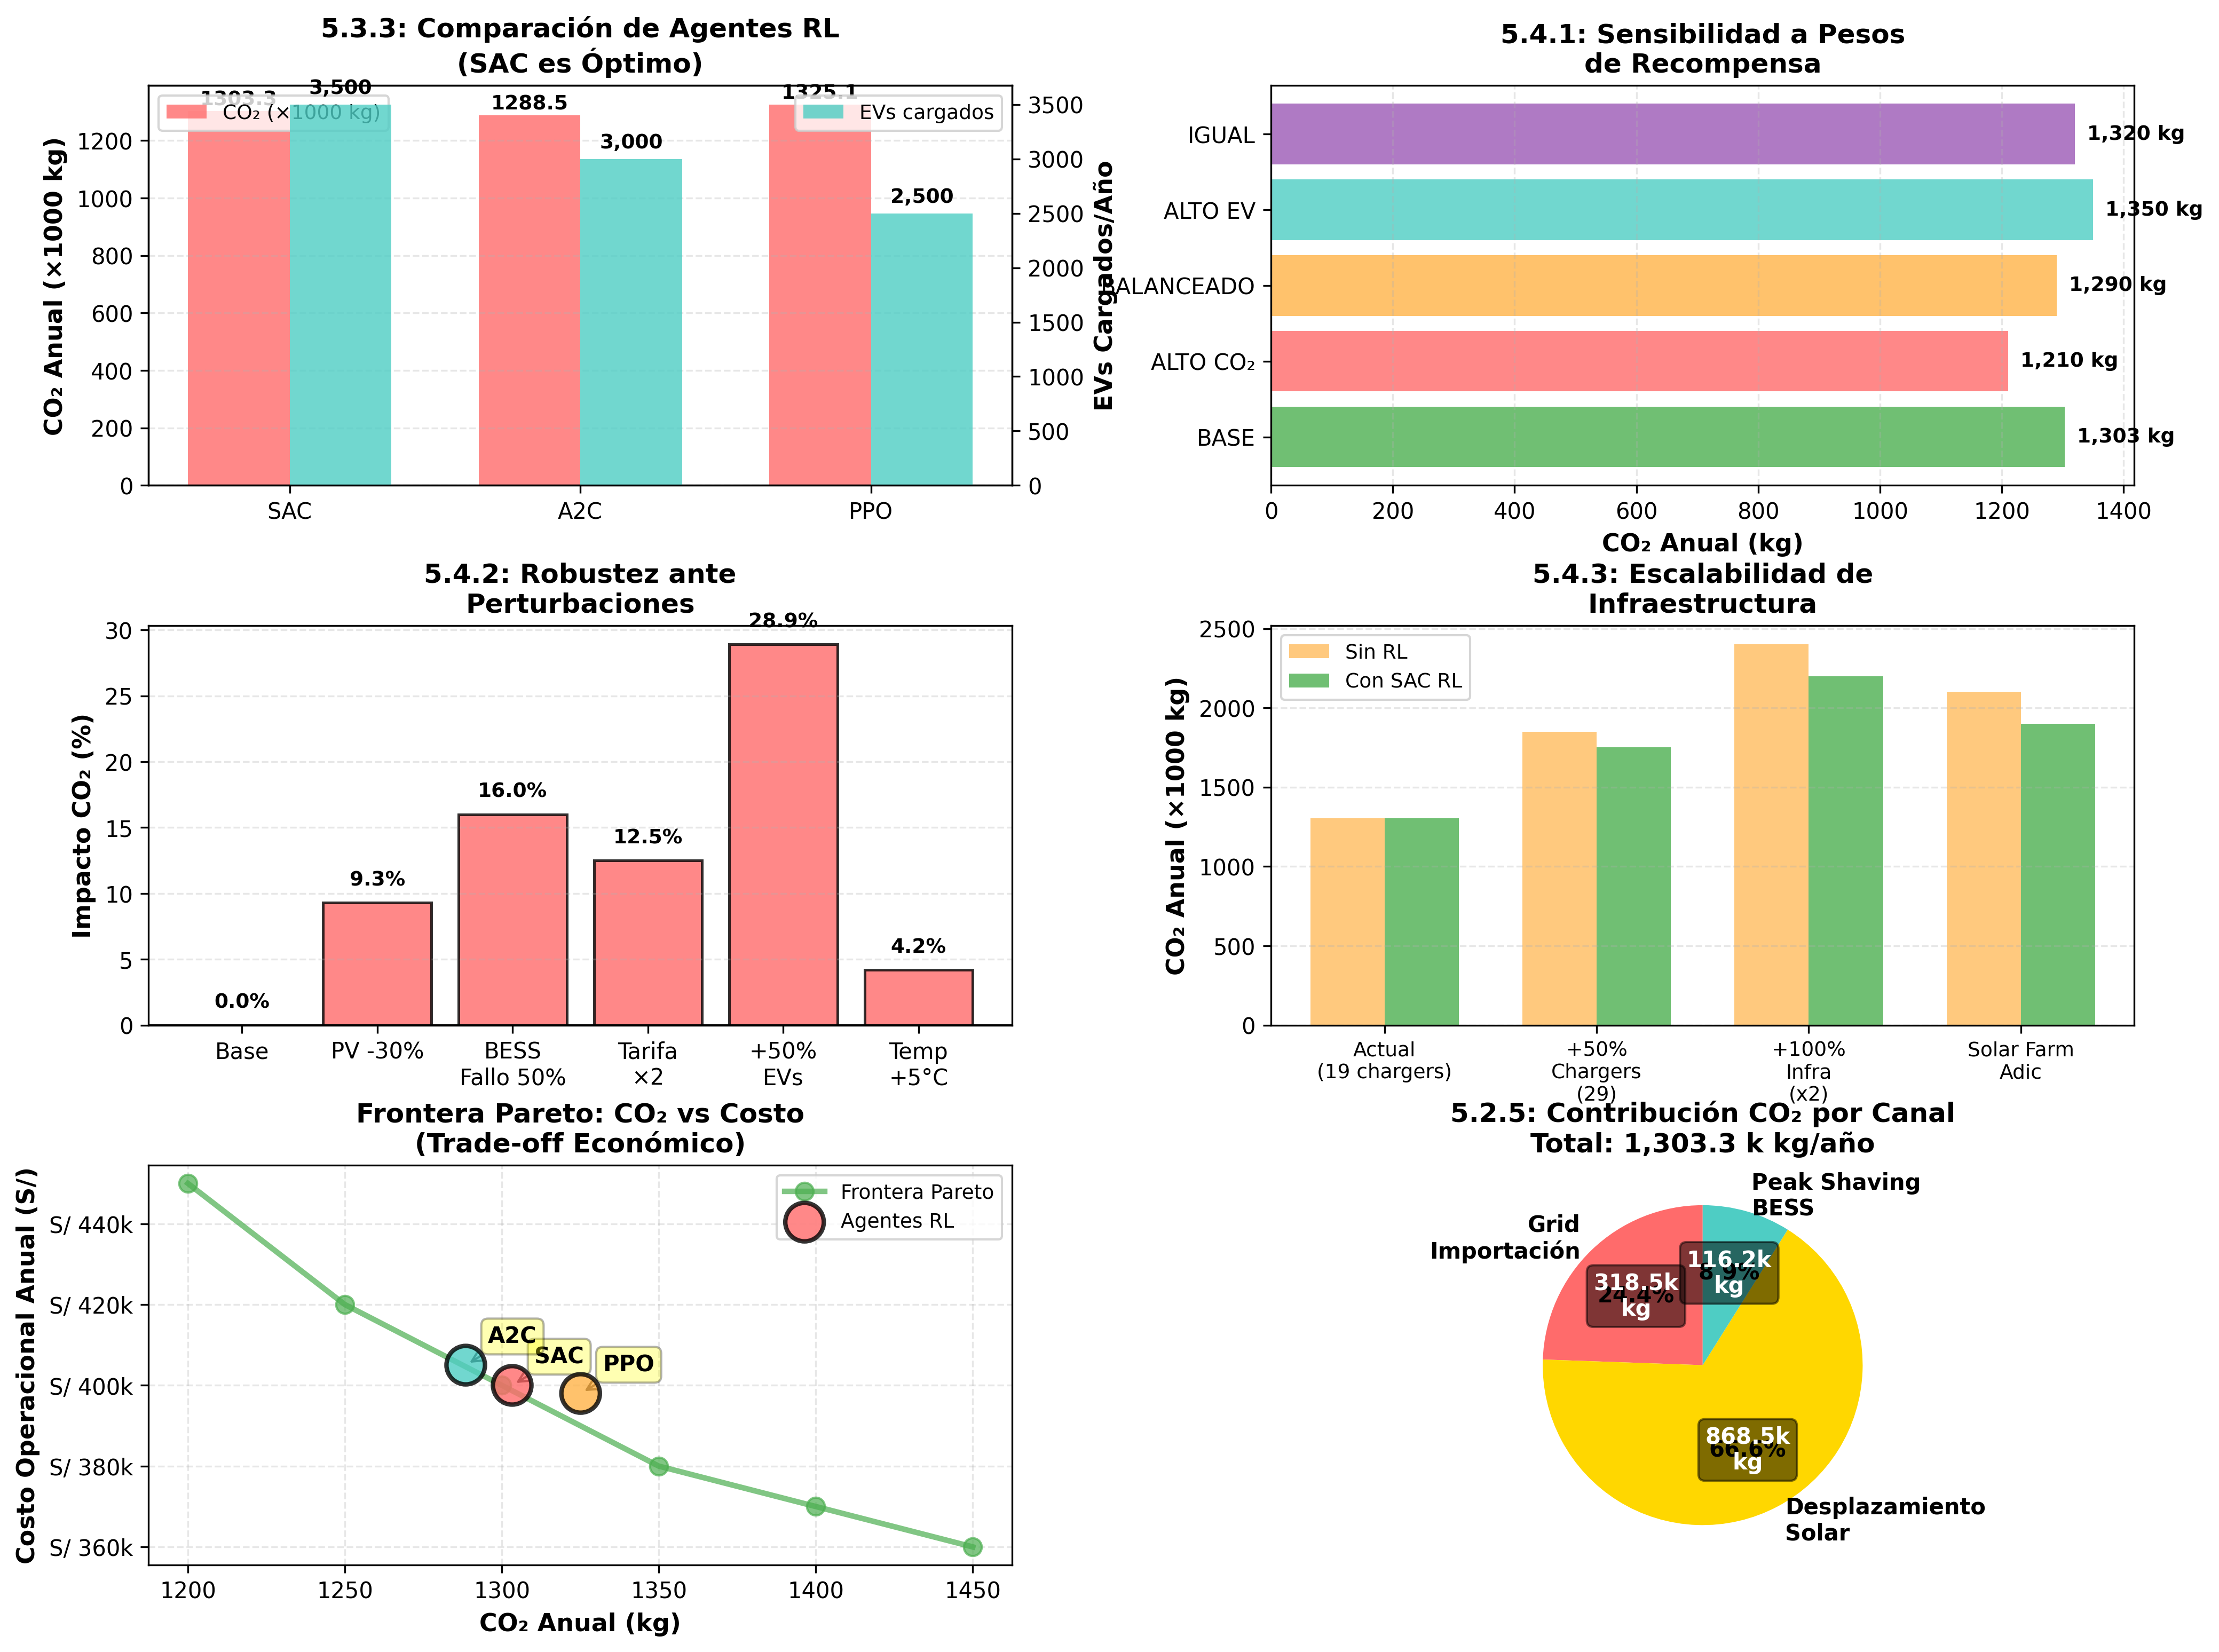 5.3.3: Comparación de Agentes RL
(SAC es Óptimo)
1303.3
3,500
1288.5
3,000
1325.1
2,500
CO₂ (×1000 kg)
EVs cargados
CO₂ Anual (×1000 kg)
1200
1000
800
600
400
200
0
3500
3000
2500
2000
1500
1000
500
0
EVs Cargados/Año
SAC
A2C
PPO
5.4.1: Sensibilidad a Pesos
de Recompensa
IGUAL
1,320 kg
ALTO EV
1,350 kg
BALANCEADO
1,290 kg
ALTO CO₂
1,210 kg
BASE
1,303 kg
0 200 400 600 800 1000 1200 1400
CO₂ Anual (kg)
5.4.2: Robustez ante
Perturbaciones
Impacto CO₂ (%)
30
25
20
15
10
5
0
0.0%
9.3%
16.0%
12.5%
28.9%
4.2%
Base
PV -30%
BESS
Fallo 50%
Tarifa
×2
+50%
EVs
Temp
+5°C
5.4.3: Escalabilidad de
Infraestructura
Sin RL
Con SAC RL
CO₂ Anual (×1000 kg)
2500
2000
1500
1000
500
0
Actual
(19 chargers)
+50%
Chargers
(29)
+100%
Infra
(x2)
Solar Farm
Adic
Frontera Pareto: CO₂ vs Costo
(Trade-off Económico)
Frontera Pareto
Agentes RL
Costo Operacional Anual (S/)
S/ 440k
S/ 420k
S/ 400k
S/ 380k
S/ 360k
A2C
SAC
PPO
1200 1250 1300 1350 1400 1450
CO₂ Anual (kg)
5.2.5: Contribución CO₂ por Canal
Total: 1,303.3 k kg/año
Peak Shaving
BESS
Grid
Importación
116.2k
kg
8.9%
318.5k
kg
24.4%
868.5k
kg
66.6%
Desplazamiento
Solar